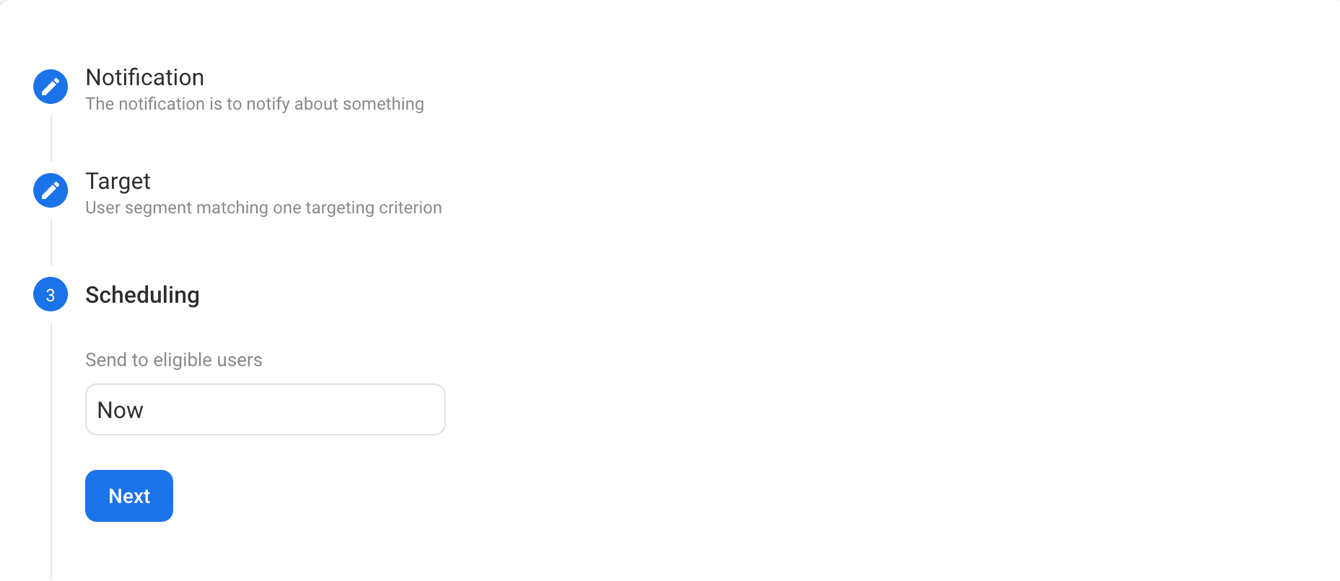 Notification
The notification is to notify about something
Target
User segment matching one targeting criterion
3 Scheduling
Send to eligible users
Now
Next